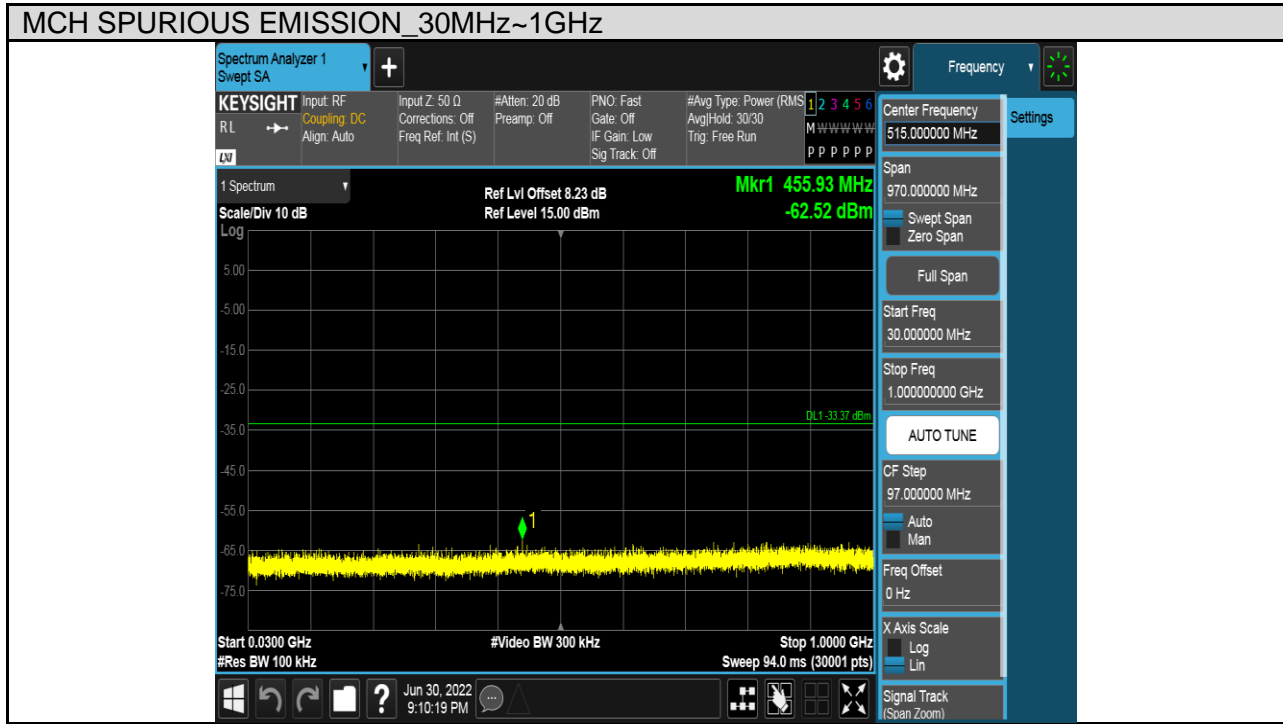 MCH SPURIOUS EMISSION_30MHz~1GHz
Spectrum Analyzer 1
Swept SA
+
Frequency
KEYSIGHT
RL
LXI
Input: RF
Coupling: DC
Align: Auto
Input Z: 50 Ω
Corrections: Off
Freq Ref: Int (S)
#Atten: 20 dB
Preamp: Off
PNO: Fast
Gate: Off
IF Gain: Low
Sig Track: Off
#Avg Type: Power (RMS
Avg|Hold: 30/30
Trig: Free Run
1 2 3 4 5 6
M W W W W W
P P P P P P
Center Frequency
515.000000 MHz
Settings
1 Spectrum
Scale/Div 10 dB
Ref Lvl Offset 8.23 dB
Ref Level 15.00 dBm
Mkr1 455.93 MHz
-62.52 dBm
Span
970.000000 MHz
Swept Span
Zero Span
Full Span
Start Freq
30.000000 MHz
Stop Freq
1.000000000 GHz
AUTO TUNE
CF Step
97.000000 MHz
Auto
Man
Freq Offset
0 Hz
X Axis Scale
Log
Lin
Signal Track
(Span Zoom)
Log
5.00
-5.00
-15.0
-25.0
-35.0
-45.0
-55.0
-65.0
-75.0
DL1 -33.37 dBm
1
Start 0.0300 GHz
#Res BW 100 kHz
#Video BW 300 kHz
Stop 1.0000 GHz
Sweep 94.0 ms (30001 pts)
?
Jun 30, 2022
9:10:19 PM